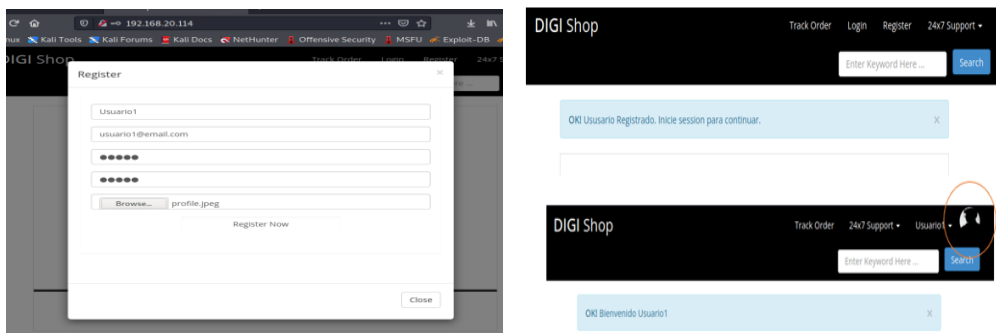 192.168.20.114
Kali Tools Kali Forums Kali Docs NetHunter Offensive Security MSFU Exploit-DB
DIGI Shop
Track Order Login Register 24x7
Register
×
Usuario1
usuario1@email.com
●●●●●
●●●●●
Browse... profile.jpeg
Register Now
Close
DIGI Shop
Track Order Login Register 24x7 Support
Enter Keyword Here ... Search
OK! Ususario Registrado. Inicie session para continuar. X
DIGI Shop
Track Order 24x7 Support Usuario1
Enter Keyword Here ... Search
OK! Bienvenido Usuario1 X